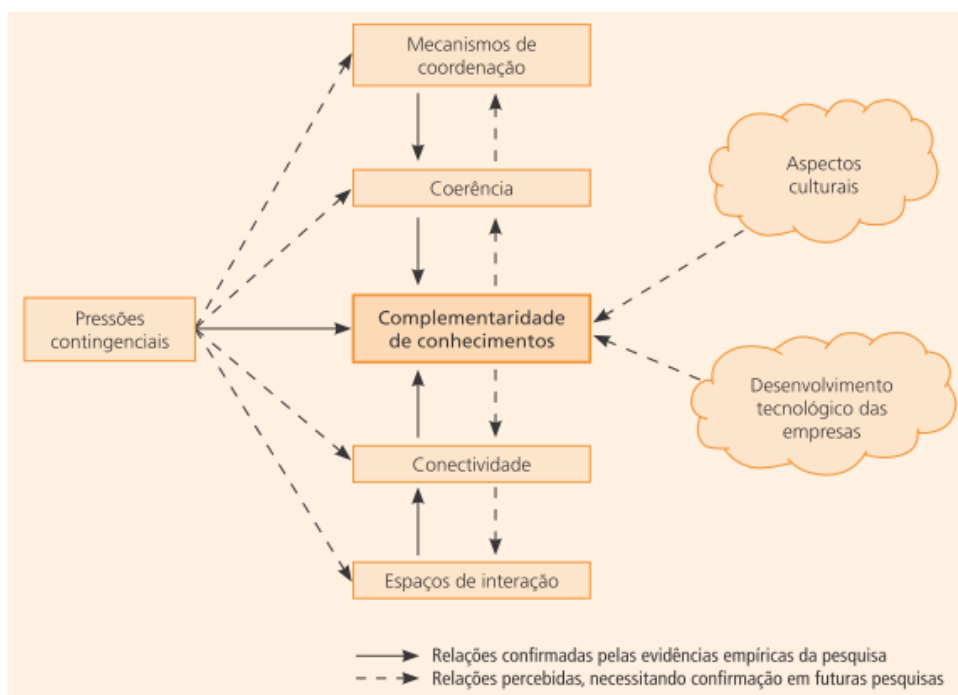 Mecanismos de
coordenação
Aspectos
culturais
Coerência
Pressões
contingenciais
Complementaridade
de conhecimentos
Desenvolvimento
tecnológico das
empresas
Conectividade
Espaços de interação
Relações confirmadas pelas evidências empíricas da pesquisa
Relações percebidas, necessitando confirmação em futuras pesquisas